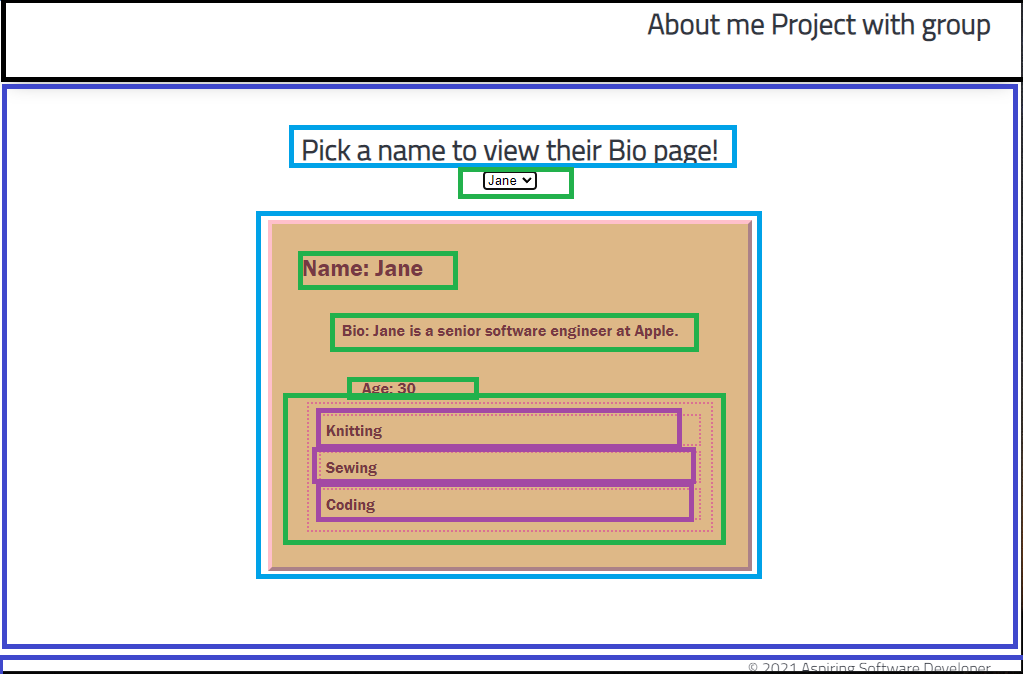 About me Project with group
Pick a name to view their Bio page!
Jane
Name: Jane
Bio: Jane is a senior software engineer at Apple.
Age: 30
Knitting
Sewing
Coding
© 2021 Aspiring Software Developer